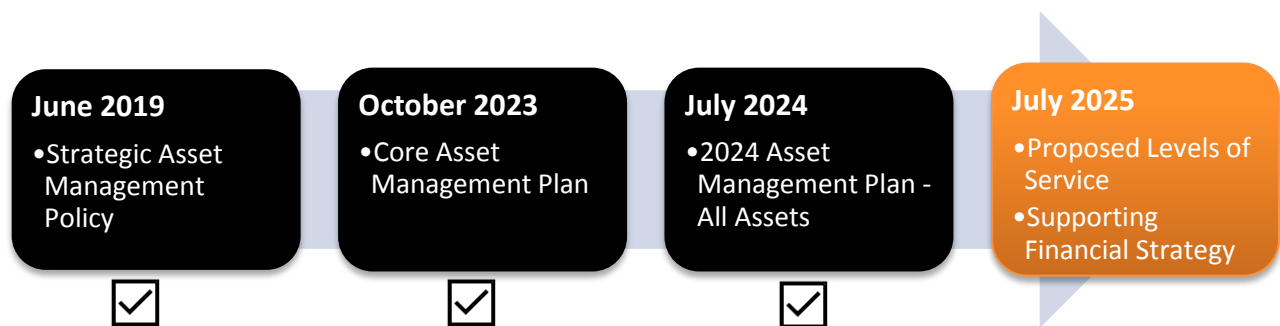 June 2019
•Strategic Asset
Management
Policy
October 2023
•Core Asset
Management Plan
July 2024
•2024 Asset
Management Plan -
All Assets
July 2025
•Proposed Levels of
Service
•Supporting
Financial Strategy